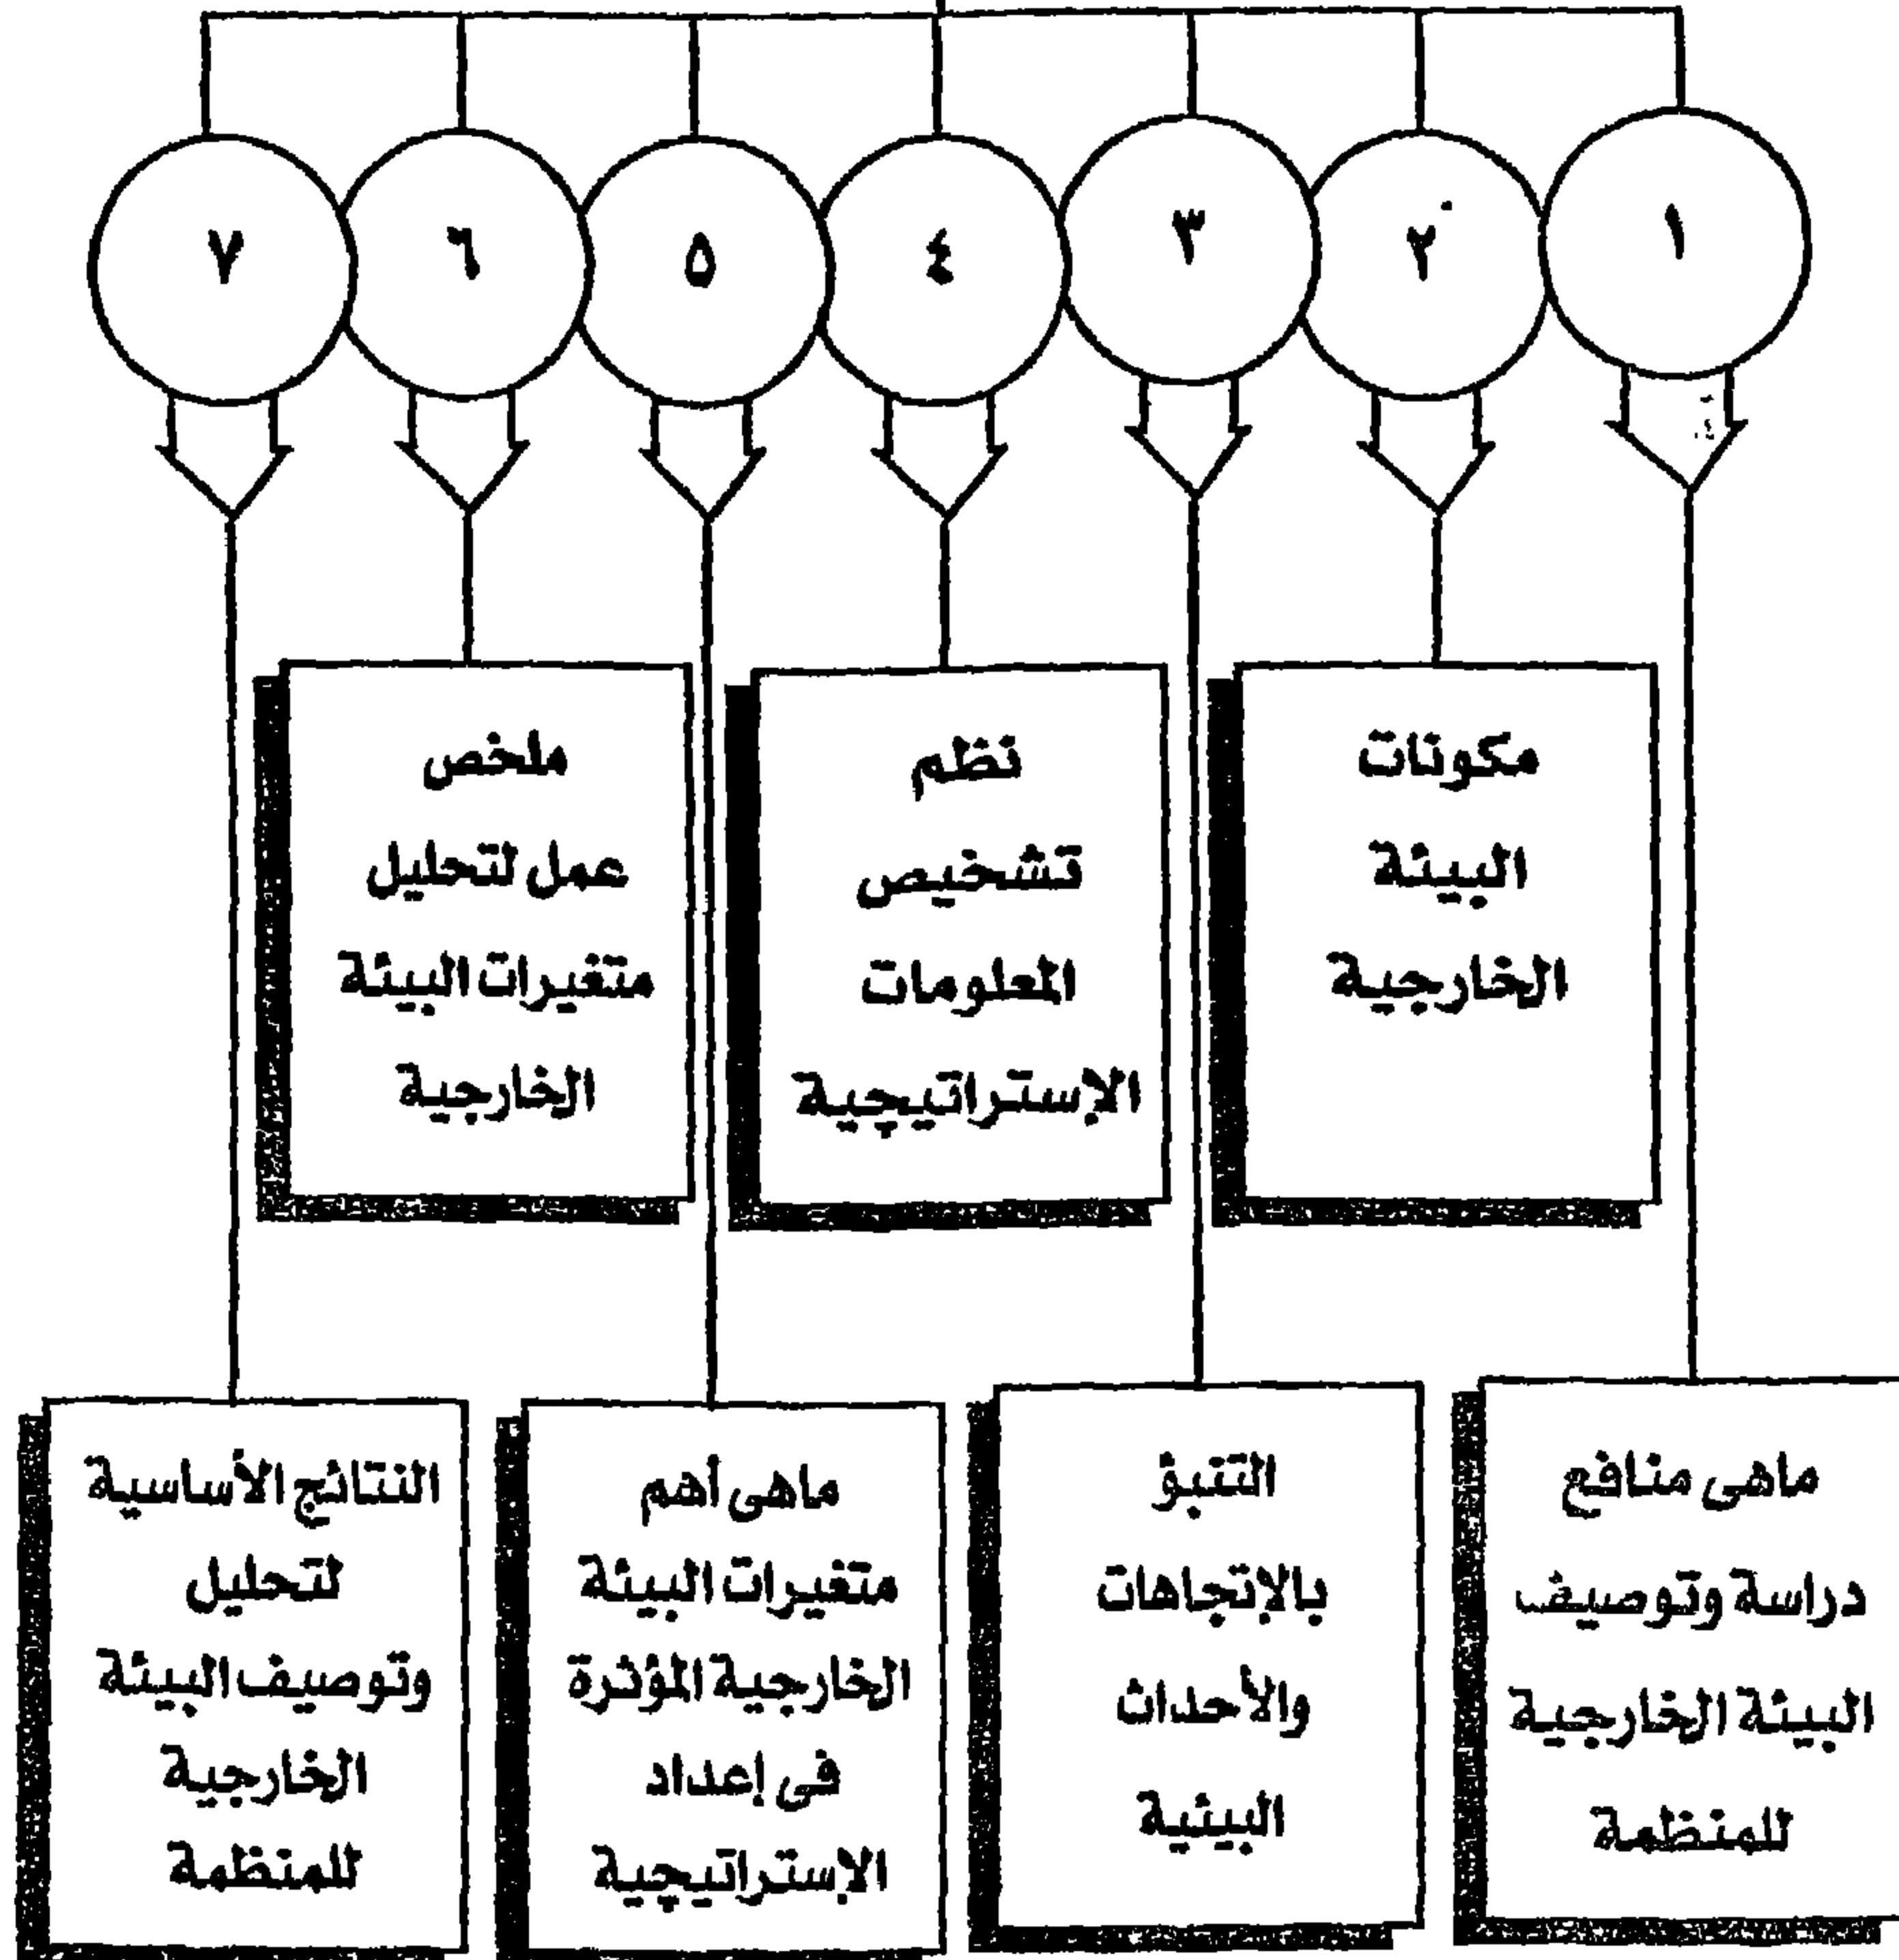 ١
٢
٣
٤
٥
٦
٧
مكونات
البيئة
الخارجية
نظم
تشخيص
المعلومات
الإستراتيجية
ملخص
عمل لتحليل
متغيرات البيئة
الخارجية
ماهى منافع
دراسة وتوصيف
البيئة الخارجية
للمنظمة
التنبؤ
بالإتجاهات
والأحداث
البيئية
ماهى أهم
متغيرات البيئة
الخارجية المؤثرة
فى إعداد
الإستراتيجية
النتائج الأساسية
لتحليل
وتوصيف البيئة
الخارجية
للمنظمة